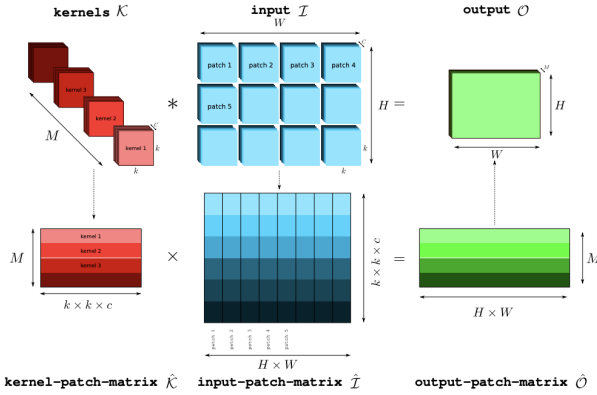 kernels 𝒦
input ℐ
output 𝒪
W
C
patch 1
patch 2
patch 3
patch 4
M
kernel 3
patch 5
kernel 2
*
H
=
H
M
C
kernel 1
k
k
k
k
W
kernel 1
kernel 2
kernel 3
M
×
k × k × c
=
M
k × k × c
H × W
patch 1
patch 2
patch 3
patch 4
patch 5
H × W
kernel-patch-matrix 𝒦̂
input-patch-matrix ℐ̂
output-patch-matrix 𝒪̂